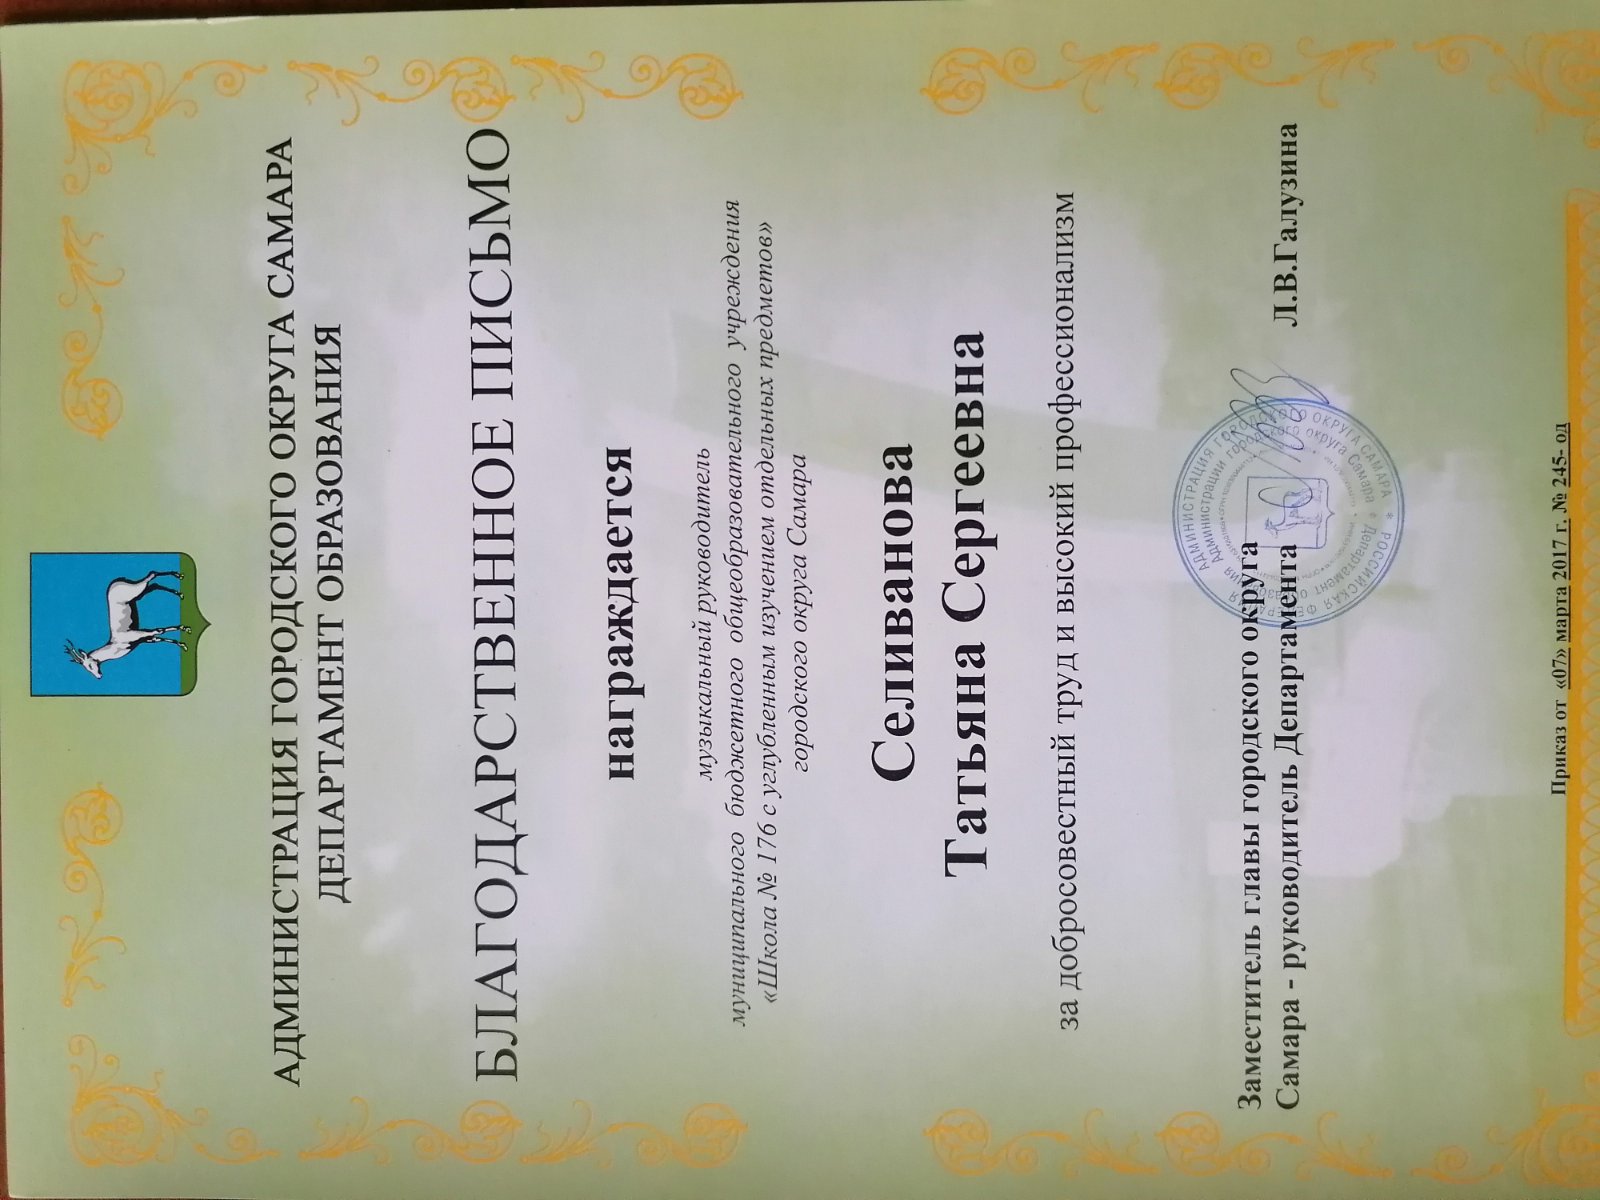 АДМИНИСТРАЦИЯ ГОРОДСКОГО ОКРУГА САМАРА
ДЕПАРТАМЕНТ ОБРАЗОВАНИЯ
БЛАГОДАРСТВЕННОЕ ПИСЬМО
награждается
музыкальный руководитель
муниципального бюджетного общеобразовательного учреждения
«Школа № 176 с углубленным изучением отдельных предметов»
городского округа Самара
Селиванова
Татьяна Сергеевна
за добросовестный труд и высокий профессионализм
Заместитель главы городского округа
Самара - руководитель Департамента
Л.В.Галузина
РОССИЙСКАЯ ФЕДЕРАЦИЯ АДМИНИСТРАЦИЯ ГОРОДСКОГО ОКРУГА САМАРА
Департамент образования Администрации городского округа Самара
Приказ от «07» марта 2017 г. № 245- од